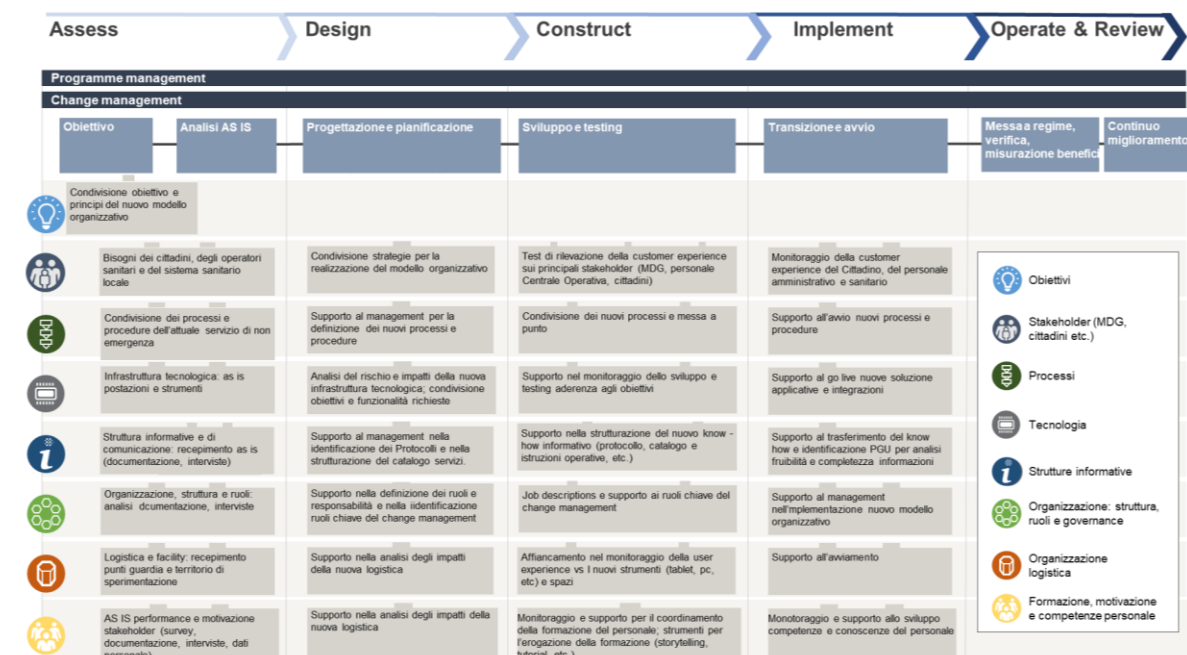 Assess
Design
Construct
Implement
Operate & Review
Programme management
Change management
Obiettivo
Analisi AS IS
Progettazione e pianificazione
Sviluppo e testing
Transizione e avvio
Messa a regime,
verifica,
misurazione benefici
Continuo
miglioramento
Condivisione obiettivo e
principi del nuovo modello
organizzativo
Bisogni dei cittadini, degli operatori
sanitari e del sistema sanitario
locale
Condivisione strategie per la
realizzazione del modello organizzativo
Test di rilevazione della customer experience
sui principali stakeholder (MDG, personale
Centrale Operativa, cittadini)
Monitoraggio della customer
experience del Cittadino, del personale
amministrativo e sanitario
Condivisione dei processi e
procedure dell'attuale servizio di non
emergenza
Supporto al management per la
definizione dei nuovi processi e
procedure
Condivisione dei nuovi processi e messa a
punto
Supporto all'avvio nuovi processi e
procedure
Infrastruttura tecnologica: as is
postazioni e strumenti
Analisi del rischio e impatti della nuova
infrastruttura tecnologica; condivisione
obiettivi e funzionalità richieste
Supporto nel monitoraggio dello sviluppo e
testing aderenza agli obiettivi
Supporto al go live nuove soluzione
applicative e integrazioni
Struttura informative e di
comunicazione: recepimento as is
(documentazione, interviste)
Supporto al management nella
identificazione dei Protocolli e nella
strutturazione del catalogo servizi.
Supporto nella strutturazione del nuovo know -
how informativo (protocollo, catalogo e
istruzioni operative, etc.)
Supporto al trasferimento del know
how e identificazione PGU per analisi
fruibilità e completezza informazioni
Organizzazione, struttura e ruoli:
analisi dcumentazione, interviste
Supporto nella definizione dei ruoli e
responsabilità e nella iidentificazione
ruoli chiave del change management
Job descriptions e supporto ai ruoli chiave del
change management
Supporto al management
nell'mplementazione nuovo modello
organizzativo
Logistica e facility: recepimento
punti guardia e territorio di
sperimentazione
Supporto nella analisi degli impatti
della nuova logistica
Affiancamento nel monitoraggio della user
experience vs I nuovi strumenti (tablet, pc,
etc) e spazi
Supporto all'avviamento
AS IS performance e motivazione
stakeholder (survey,
documentazione, interviste, dati
personale)
Supporto nella analisi degli impatti della
nuova logistica
Monitoraggio e supporto per il coordinamento
della formazione del personale; strumenti per
l'erogazione della formazione (storytelling,
tutorial, etc.)
Monotoraggio e supporto allo sviluppo
competenze e conoscenze del personale
Obiettivi
Stakeholder (MDG,
cittadini etc.)
Processi
Tecnologia
Strutture informative
Organizzazione: struttura,
ruoli e governance
Organizzazione
logistica
Formazione, motivazione
e competenze personale